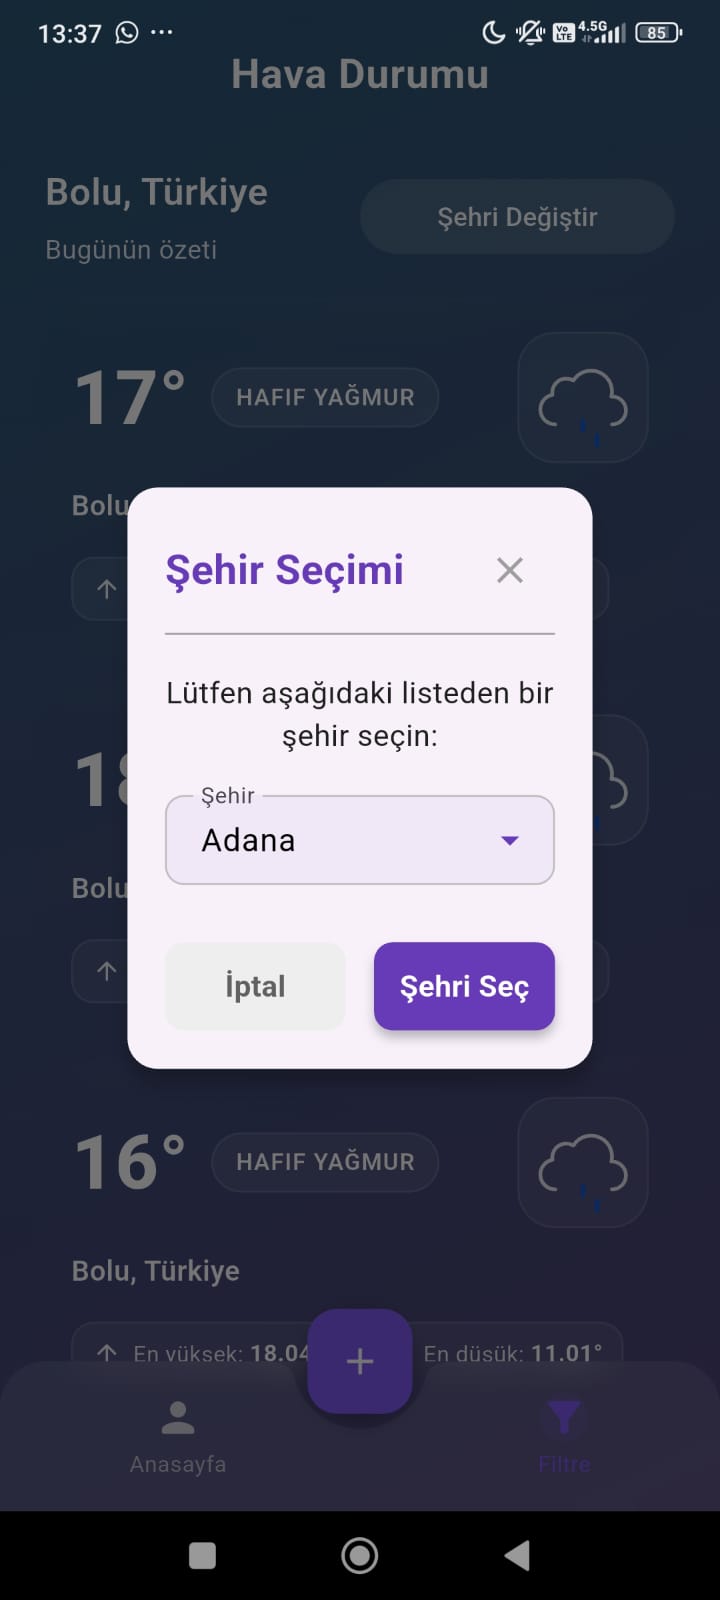 13:37
Vo LTE 4.5G 85
Hava Durumu
Bolu, Türkiye
Şehri Değiştir
Bugünün özeti
17° HAFIF YAĞMUR
Bolu
Şehir Seçimi
Lütfen aşağıdaki listeden bir
şehir seçin:
18
Şehir
Adana
Bolu
İptal
Şehri Seç
16° HAFIF YAĞMUR
Bolu, Türkiye
En yüksek: 18.04
En düşük: 11.01°
+
Anasayfa
Filtre